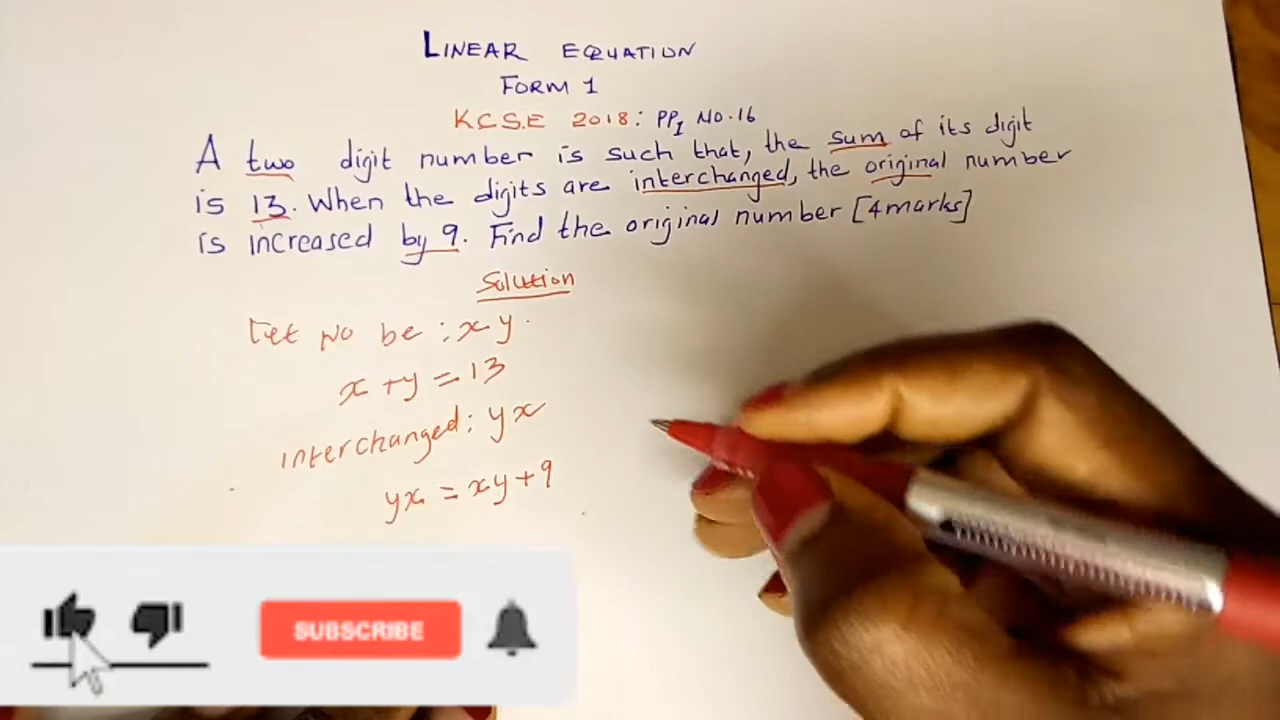 LINEAR EQUATION
FORM 1
K.C.S.E 2018: PP1 NO.16
A two digit number is such that, the sum of its digit
is 13. When the digits are interchanged, the original number
is increased by 9. Find the original number [4marks]
Solution
Let No be: xy.
x + y = 13
interchanged: yx
yx = xy + 9
SUBSCRIBE